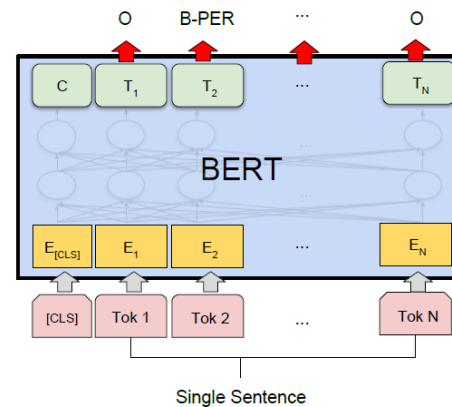 O B-PER ... O
C T1 T2 ... TN
...
BERT
...
E[CLS] E1 E2 ... EN
[CLS] Tok 1 Tok 2 ... Tok N
Single Sentence